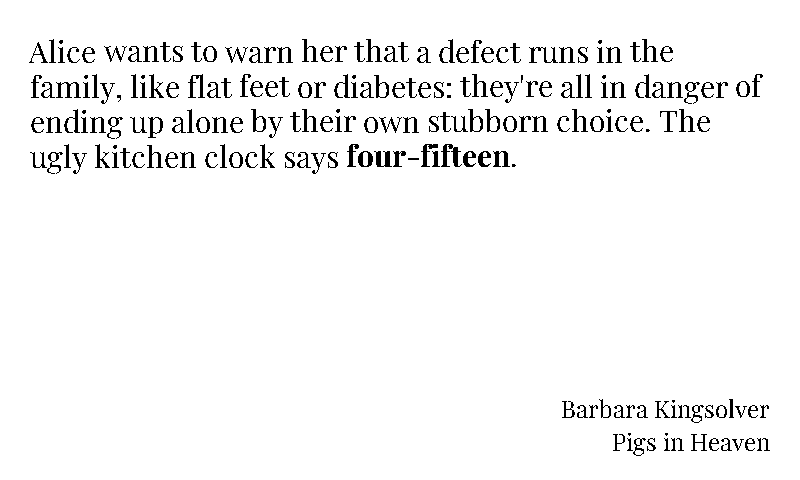 Alice wants to warn her that a defect runs in the
family, like flat feet or diabetes: they're all in danger of
ending up alone by their own stubborn choice. The
ugly kitchen clock says four-fifteen.
Barbara Kingsolver
Pigs in Heaven